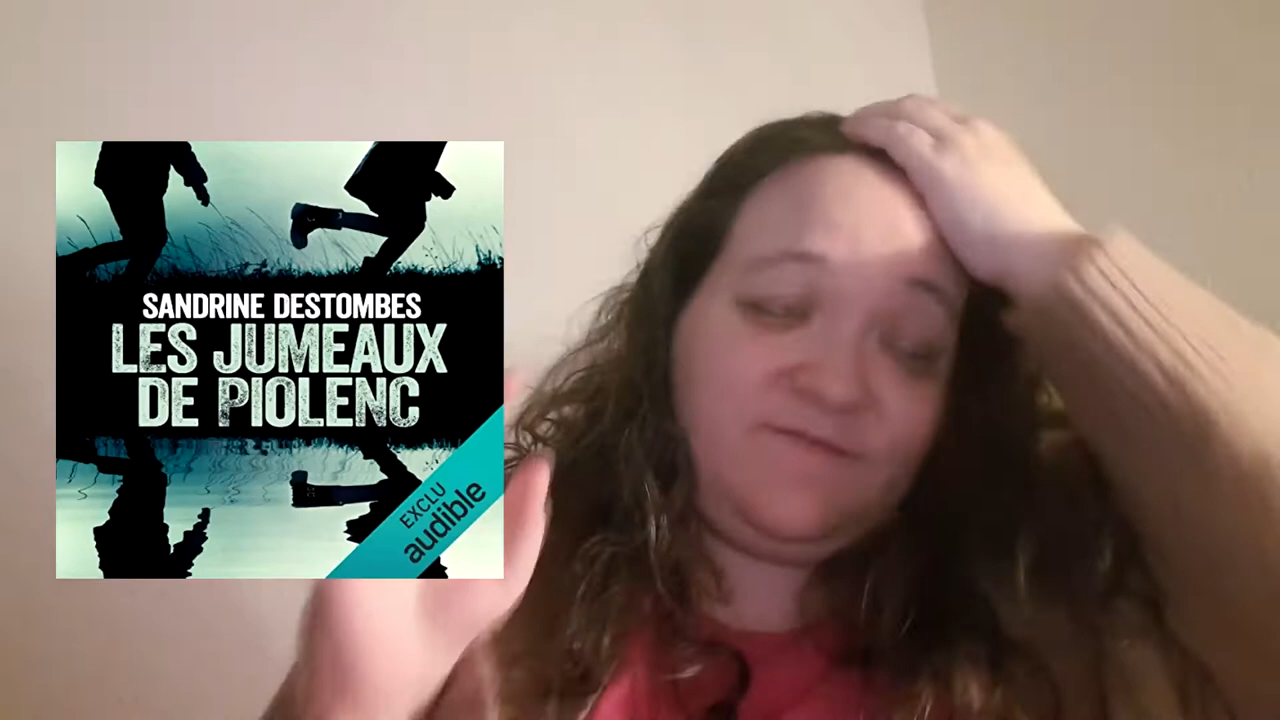 SANDRINE DESTOMBES
LES JUMEAUX
DE PIOLENC
EXCLU
audible